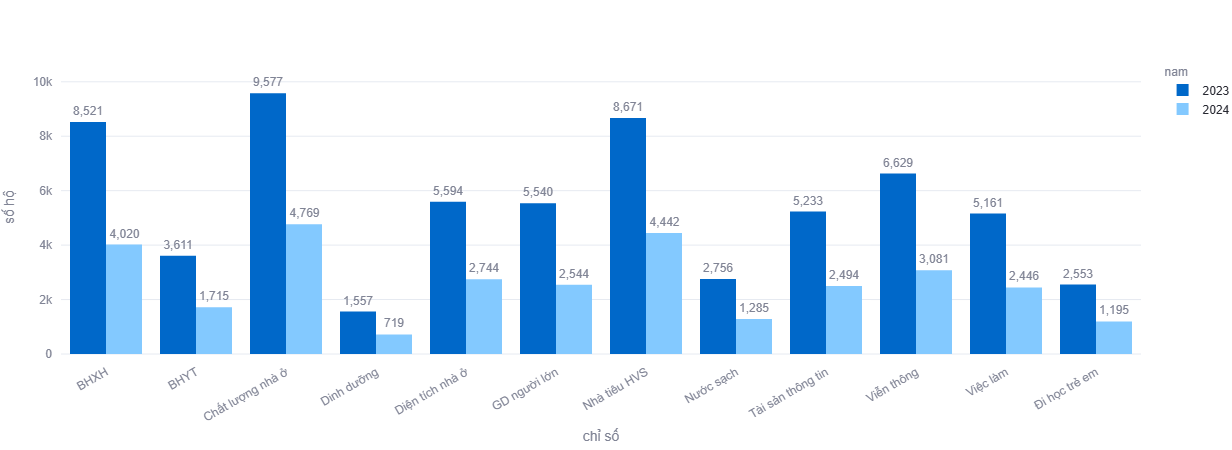 nam
2023
2024
10k
8k
6k
4k
2k
0
số hộ
8,521
4,020
3,611
1,715
9,577
4,769
1,557
719
5,594
2,744
5,540
2,544
8,671
4,442
2,756
1,285
5,233
2,494
6,629
3,081
5,161
2,446
2,553
1,195
BHXH
BHYT
Chất lượng nhà ở
Dinh dưỡng
Diện tích nhà ở
GD người lớn
Nhà tiêu HVS
Nước sạch
Tài sản thông tin
Viễn thông
Việc làm
Đi học trẻ em
chỉ số